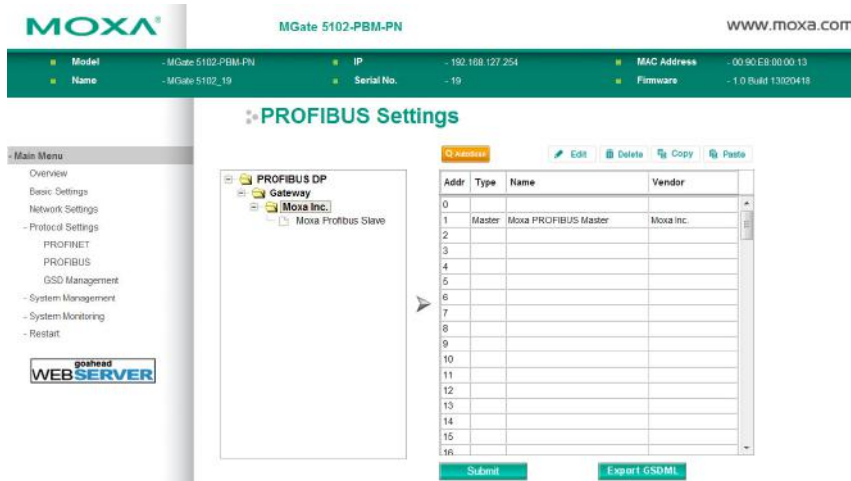 MOXA®
MGate 5102-PBM-PN
www.moxa.com
Model - MGate 5102-PBM-PN IP - 192.168.127.254 MAC Address - 00:90:E8:00:00:13
Name - MGate 5102_19 Serial No. - 19 Firmware - 1.0 Build 13020418
PROFIBUS Settings
- Main Menu
Overview
Basic Settings
Network Settings
- Protocol Settings
PROFINET
PROFIBUS
GSD Management
- System Management
- System Monitoring
- Restart
goahead
WEBSERVER
PROFIBUS DP
Gateway
Moxa Inc.
Moxa Profibus Slave
AutoScan Edit Delete Copy Paste
Addr Type Name Vendor
0
1 Master Moxa PROFIBUS Master Moxa Inc.
2
3
4
5
6
7
8
9
10
11
12
13
14
15
16
Submit Export GSDML